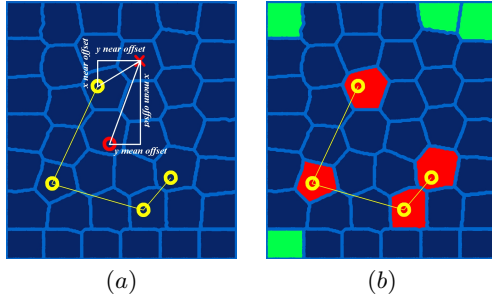 y near offset
x near offset
x mean offset
y mean offset
(a)
(b)